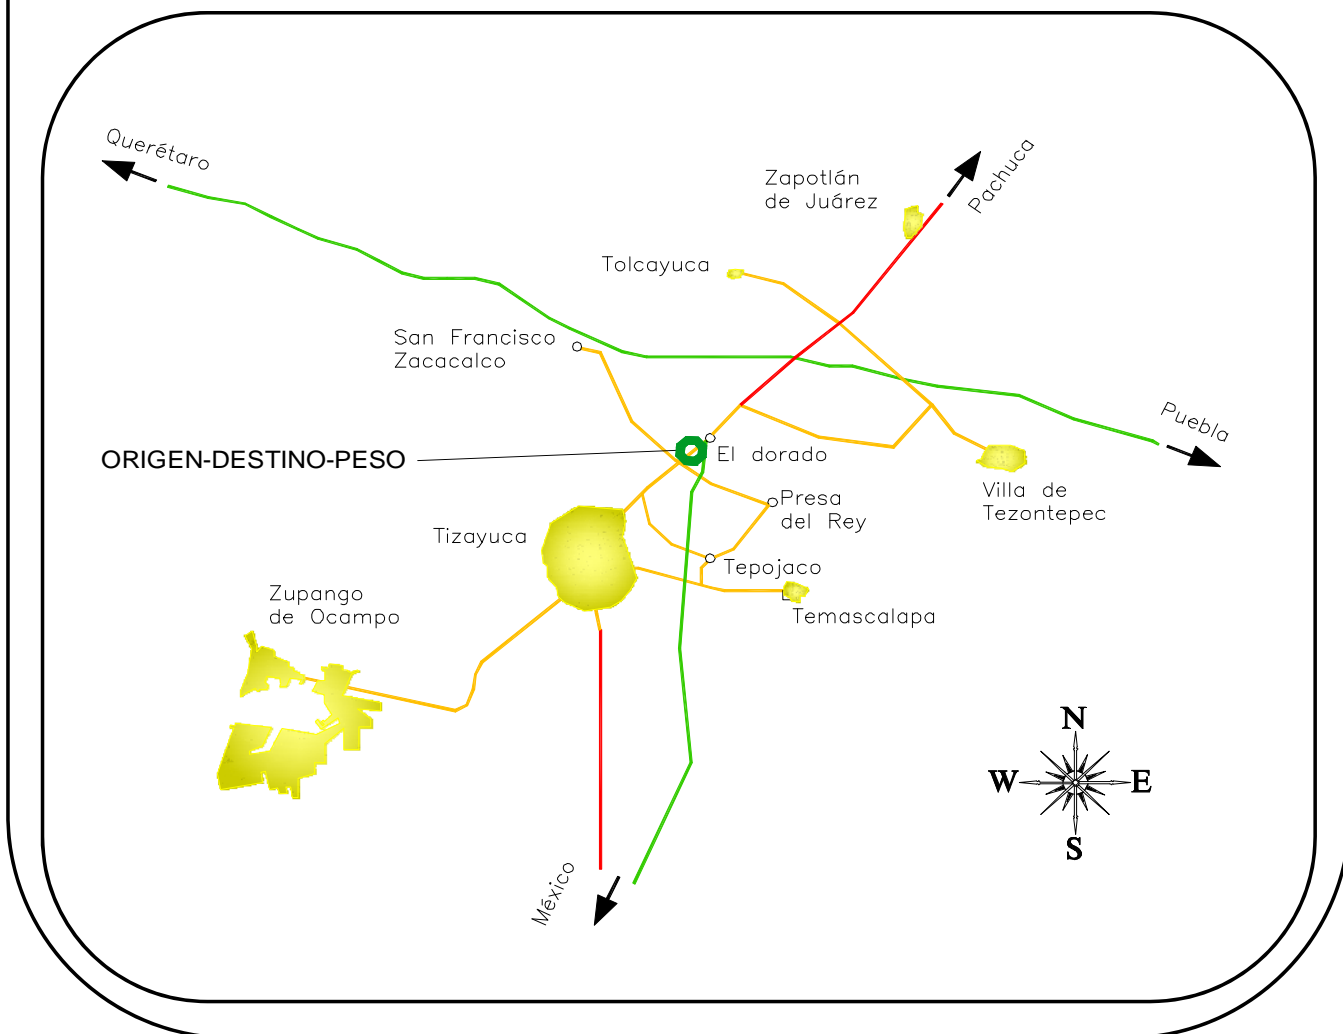 Querétaro
Pachuca
Zapotlán
de Juárez
Tolcayuca
San Francisco
Zacacalco
Puebla
ORIGEN-DESTINO-PESO
El dorado
Villa de
Tezontepec
Presa
del Rey
Tizayuca
Tepojaco
Zupango
de Ocampo
Temascalapa
N
W
E
S
México